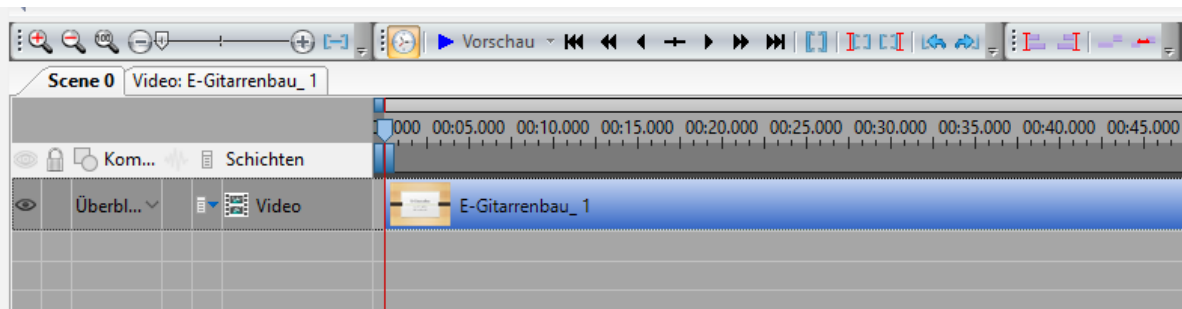 Vorschau
Scene 0 Video: E-Gitarrenbau_ 1
000 00:05.000 00:10.000 00:15.000 00:20.000 00:25.000 00:30.000 00:35.000 00:40.000 00:45.000
Kom... Schichten
Überbl... Video E-Gitarrenbau_ 1